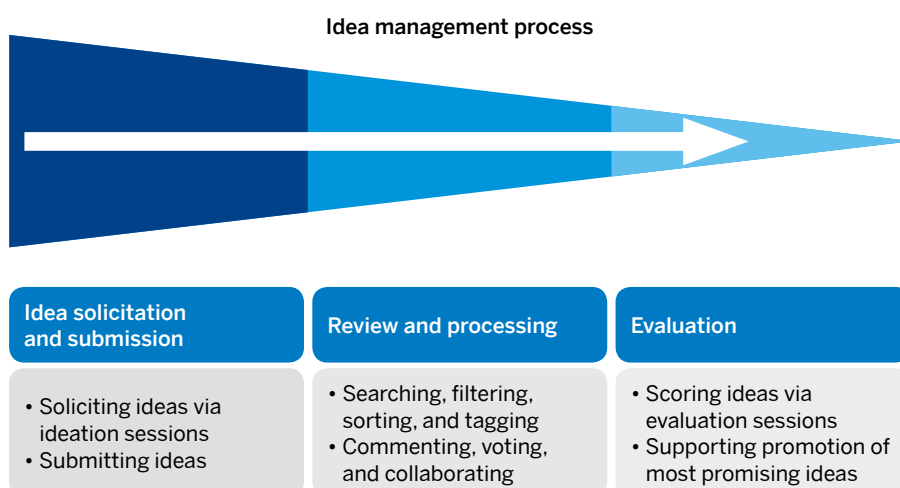 Idea management process
Idea solicitation
and submission
Review and processing
Evaluation
• Soliciting ideas via
ideation sessions
• Submitting ideas
• Searching, filtering,
sorting, and tagging
• Commenting, voting,
and collaborating
• Scoring ideas via
evaluation sessions
• Supporting promotion of
most promising ideas